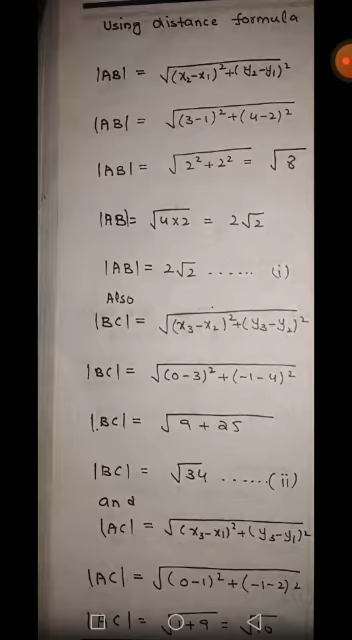 Using distance formula
|AB| = √(x₂-x₁)²+(y₂-y₁)²
|AB| = √(3-1)²+(4-2)²
|AB| = √2²+2² = √8
|AB|= √4×2 = 2√2
|AB| = 2√2 ...... (i)
Also
|BC| = √(x₃-x₂)²+(y₃-y₂)²
|BC| = √(0-3)²+(-1-4)²
|BC| = √9+25
|BC| = √34 ......(ii)
and
|AC| = √(x₃-x₁)²+(y₃-y₁)²
|AC| = √(0-1)²+(-1-2)²